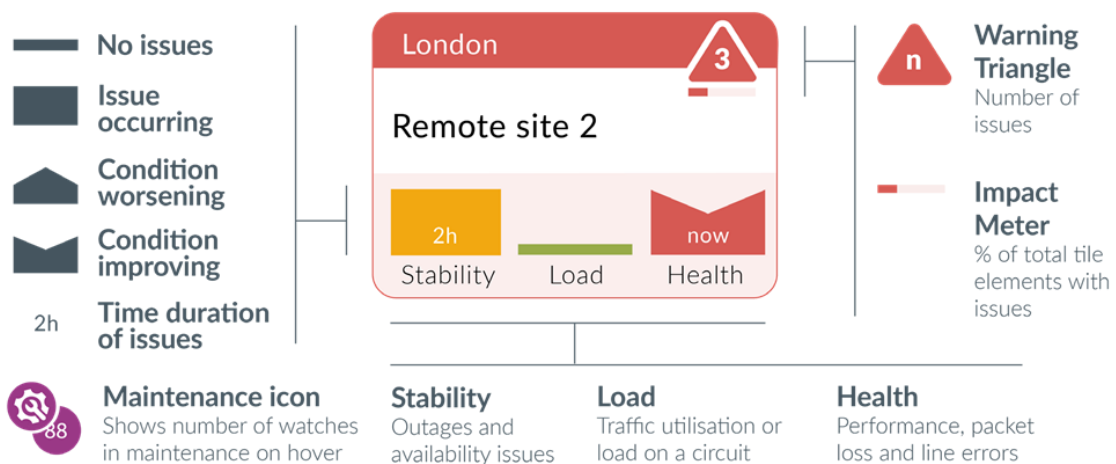 No issues
Issue
occurring
Condition
worsening
Condition
improving
2h
Time duration
of issues
88
Maintenance icon
Shows number of watches
in maintenance on hover
London
3
Remote site 2
2h
now
Stability
Load
Health
n
Warning
Triangle
Number of
issues
Impact
Meter
% of total tile
elements with
issues
Stability
Outages and
availability issues
Load
Traffic utilisation or
load on a circuit
Health
Performance, packet
loss and line errors